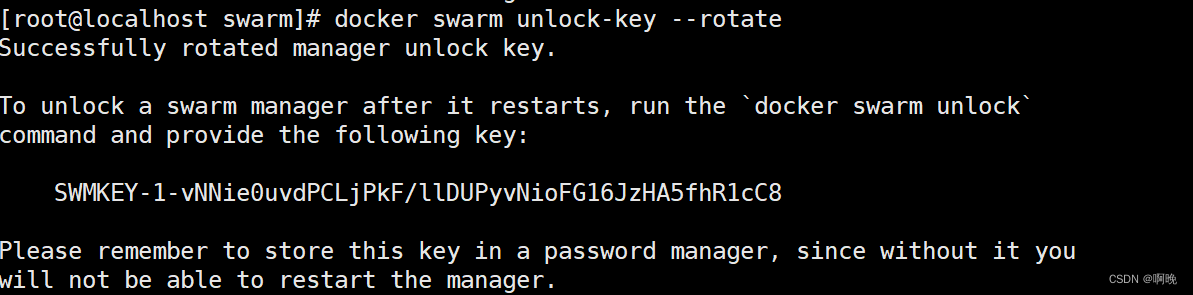 [root@localhost swarm]# docker swarm unlock-key --rotate
Successfully rotated manager unlock key.
To unlock a swarm manager after it restarts, run the `docker swarm unlock`
command and provide the following key:
SWMKEY-1-vNNie0uvdPCLjPkF/llDUPyvNioFG16JzHA5fhR1cC8
Please remember to store this key in a password manager, since without it you
will not be able to restart the manager.
CSDN @啊晚